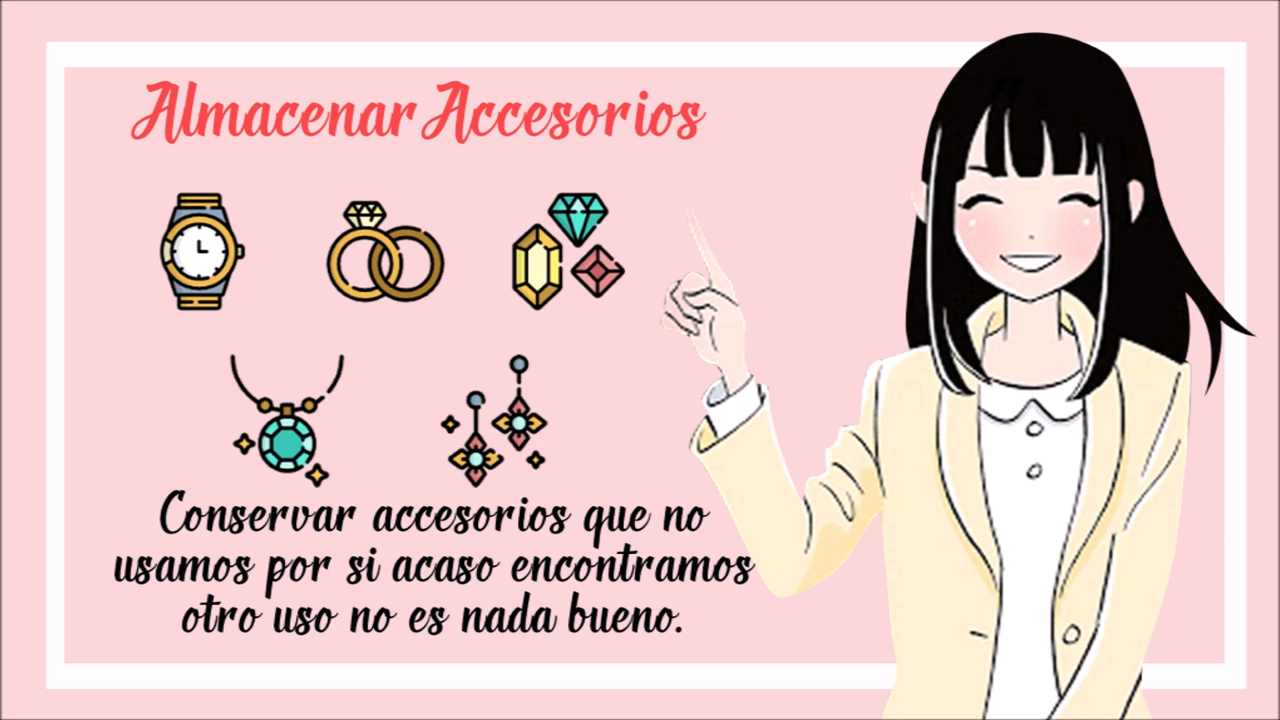 Almacenar Accesorios
Conservar accesorios que no
usamos por si acaso encontramos
otro uso no es nada bueno.